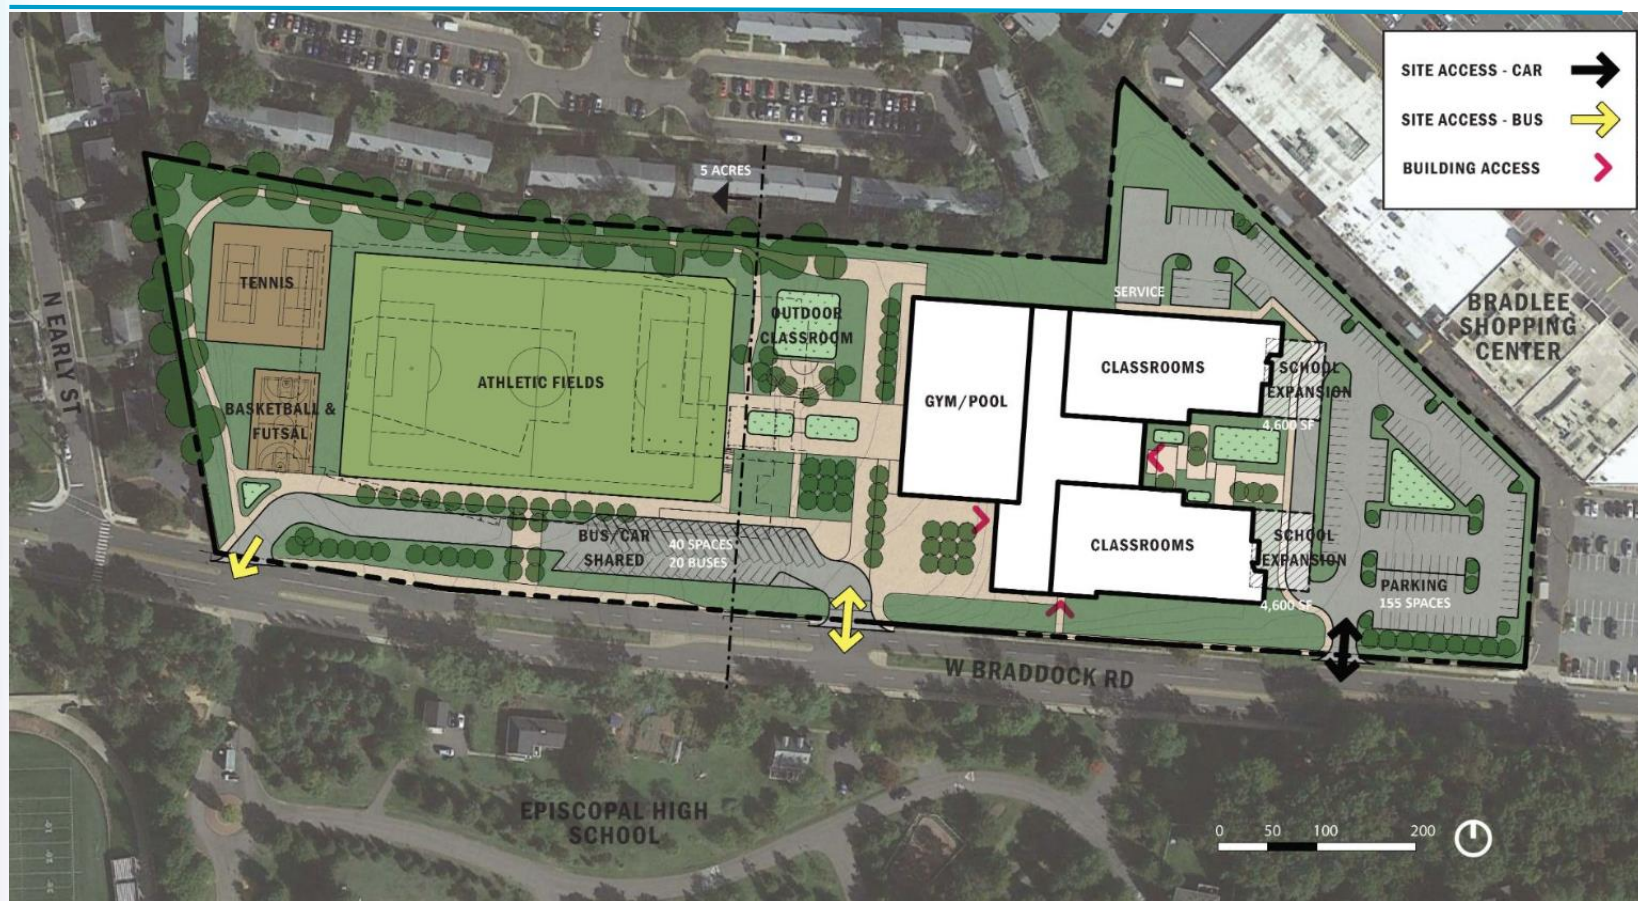 SITE ACCESS - CAR
SITE ACCESS - BUS
BUILDING ACCESS
5 ACRES
TENNIS
N EARLY ST
BASKETBALL &
FUTSAL
ATHLETIC FIELDS
OUTDOOR
CLASSROOM
GYM/POOL
SERVICE
CLASSROOMS
SCHOOL
EXPANSION
4,600 SF
BRADLEE
SHOPPING
CENTER
BUS/CAR
SHARED
40 SPACES
20 BUSES
CLASSROOMS
SCHOOL
EXPANSION
4,600 SF
PARKING
155 SPACES
W BRADDOCK RD
EPISCOPAL HIGH
SCHOOL
0 50 100 200